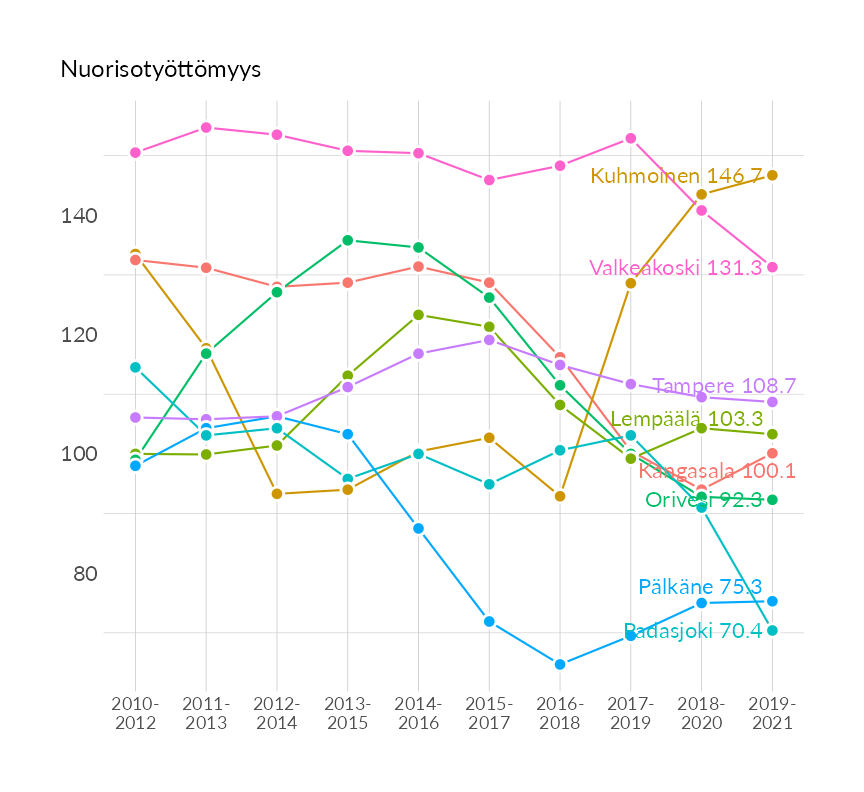 Nuorisotyöttömyys
Kuhmoinen 146.7
140
Valkeakoski 131.3
120
Tampere 108.7
Lempäälä 103.3
100
Kangasala 100.1
Orivesi 92.3
80
Pälkäne 75.3
Padasjoki 70.4
2010- 2011- 2012- 2013- 2014- 2015- 2016- 2017- 2018- 2019-
2012 2013 2014 2015 2016 2017 2018 2019 2020 2021